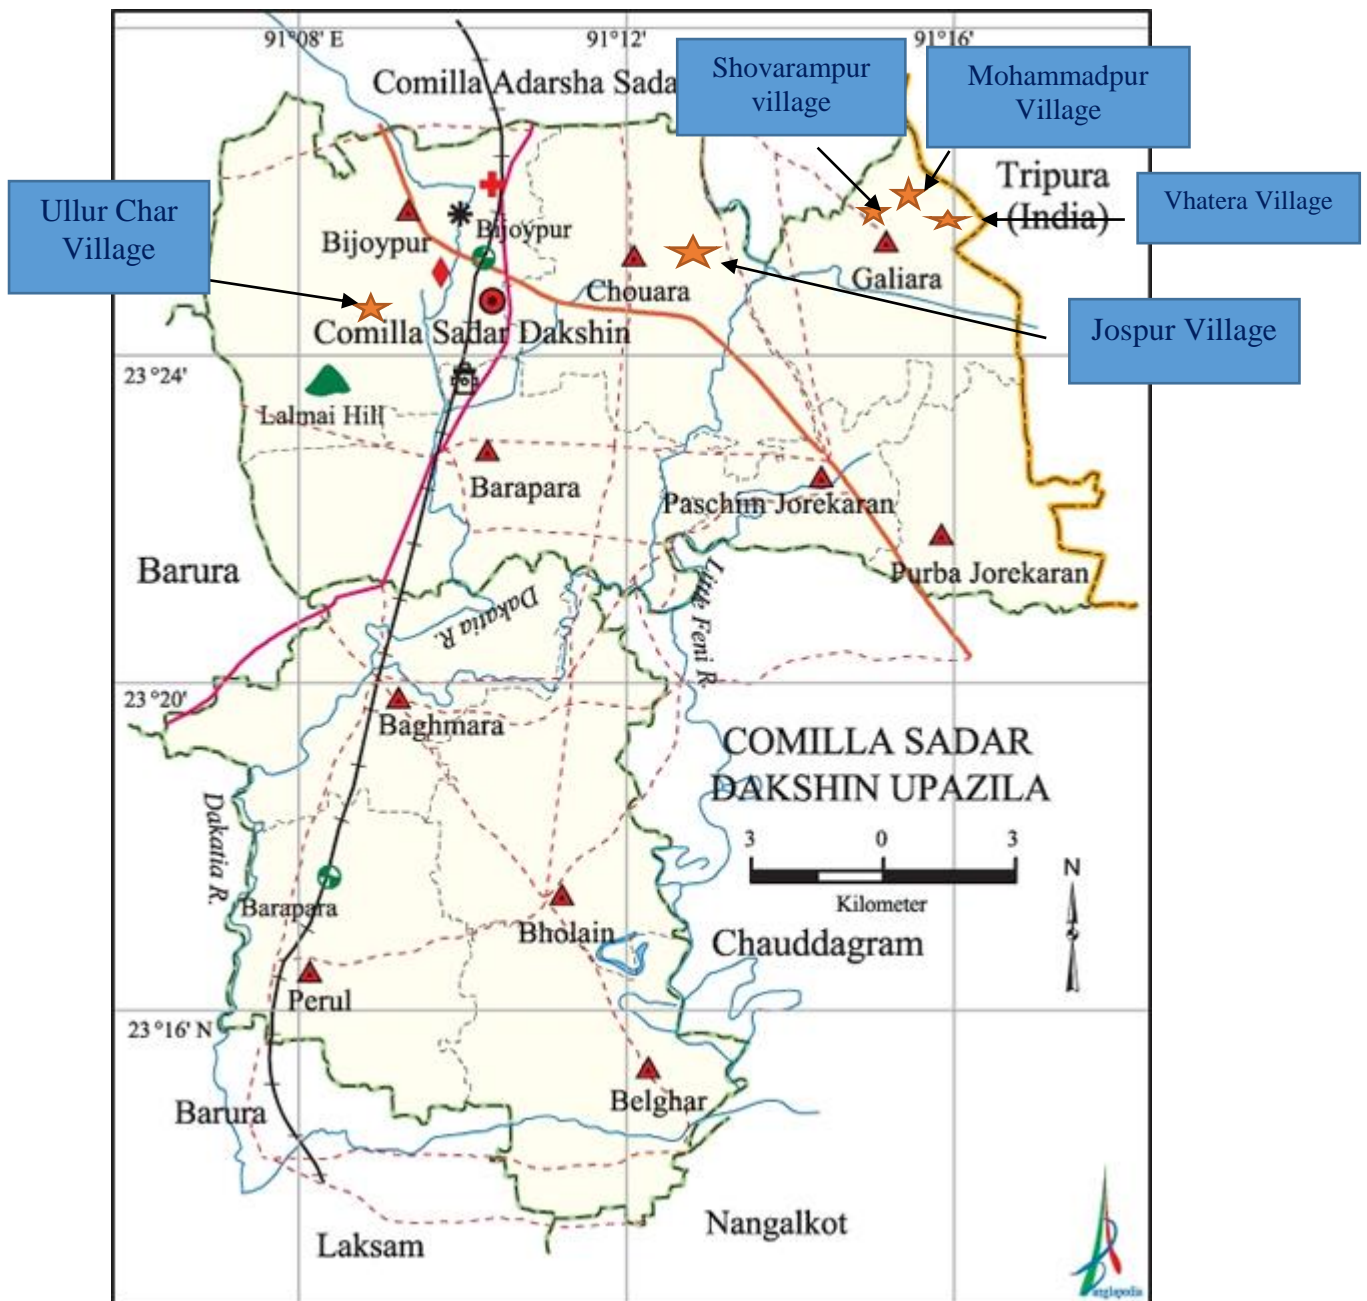 91°08' E
91°12'
91°16'
Comilla Adarsha Sada
Shovarampur
village
Mohammadpur
Village
Tripura
(India)
Vhatera Village
Ullur Char
Village
Bijoypur
Bijoypur
Chouara
Galiara
Jospur Village
Comilla Sadar Dakshin
23°24'
Lalmai Hill
Barapara
Paschim Jorekaran
Purba Jorekaran
Barura
Dakatia R.
Little Feni R.
23°20'
Baghmara
COMILLA SADAR
DAKSHIN UPAZILA
3 0 3
Kilometer
N
Dakatia R.
Barapara
Bholain
Chauddagram
Perul
23°16' N
Belghar
Barura
Nangalkot
Laksam
anglapedia